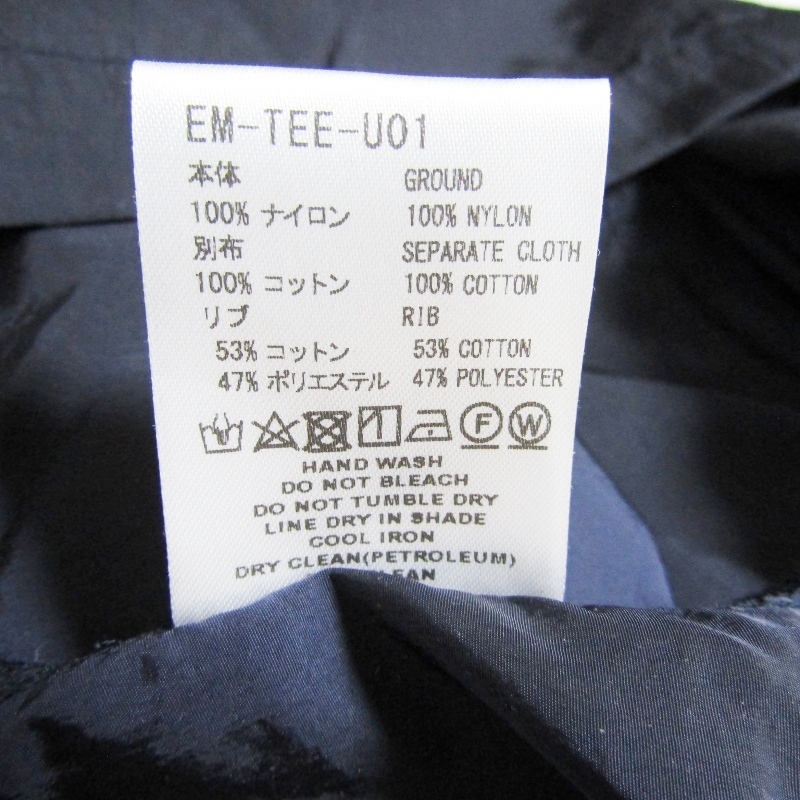 EM-TEE-U01
本体 GROUND
100% ナイロン 100% NYLON
別布 SEPARATE CLOTH
100% コットン 100% COTTON
リブ RIB
53% コットン 53% COTTON
47% ポリエステル 47% POLYESTER
F W
HAND WASH
DO NOT BLEACH
DO NOT TUMBLE DRY
LINE DRY IN SHADE
COOL IRON
DRY CLEAN(PETROLEUM)